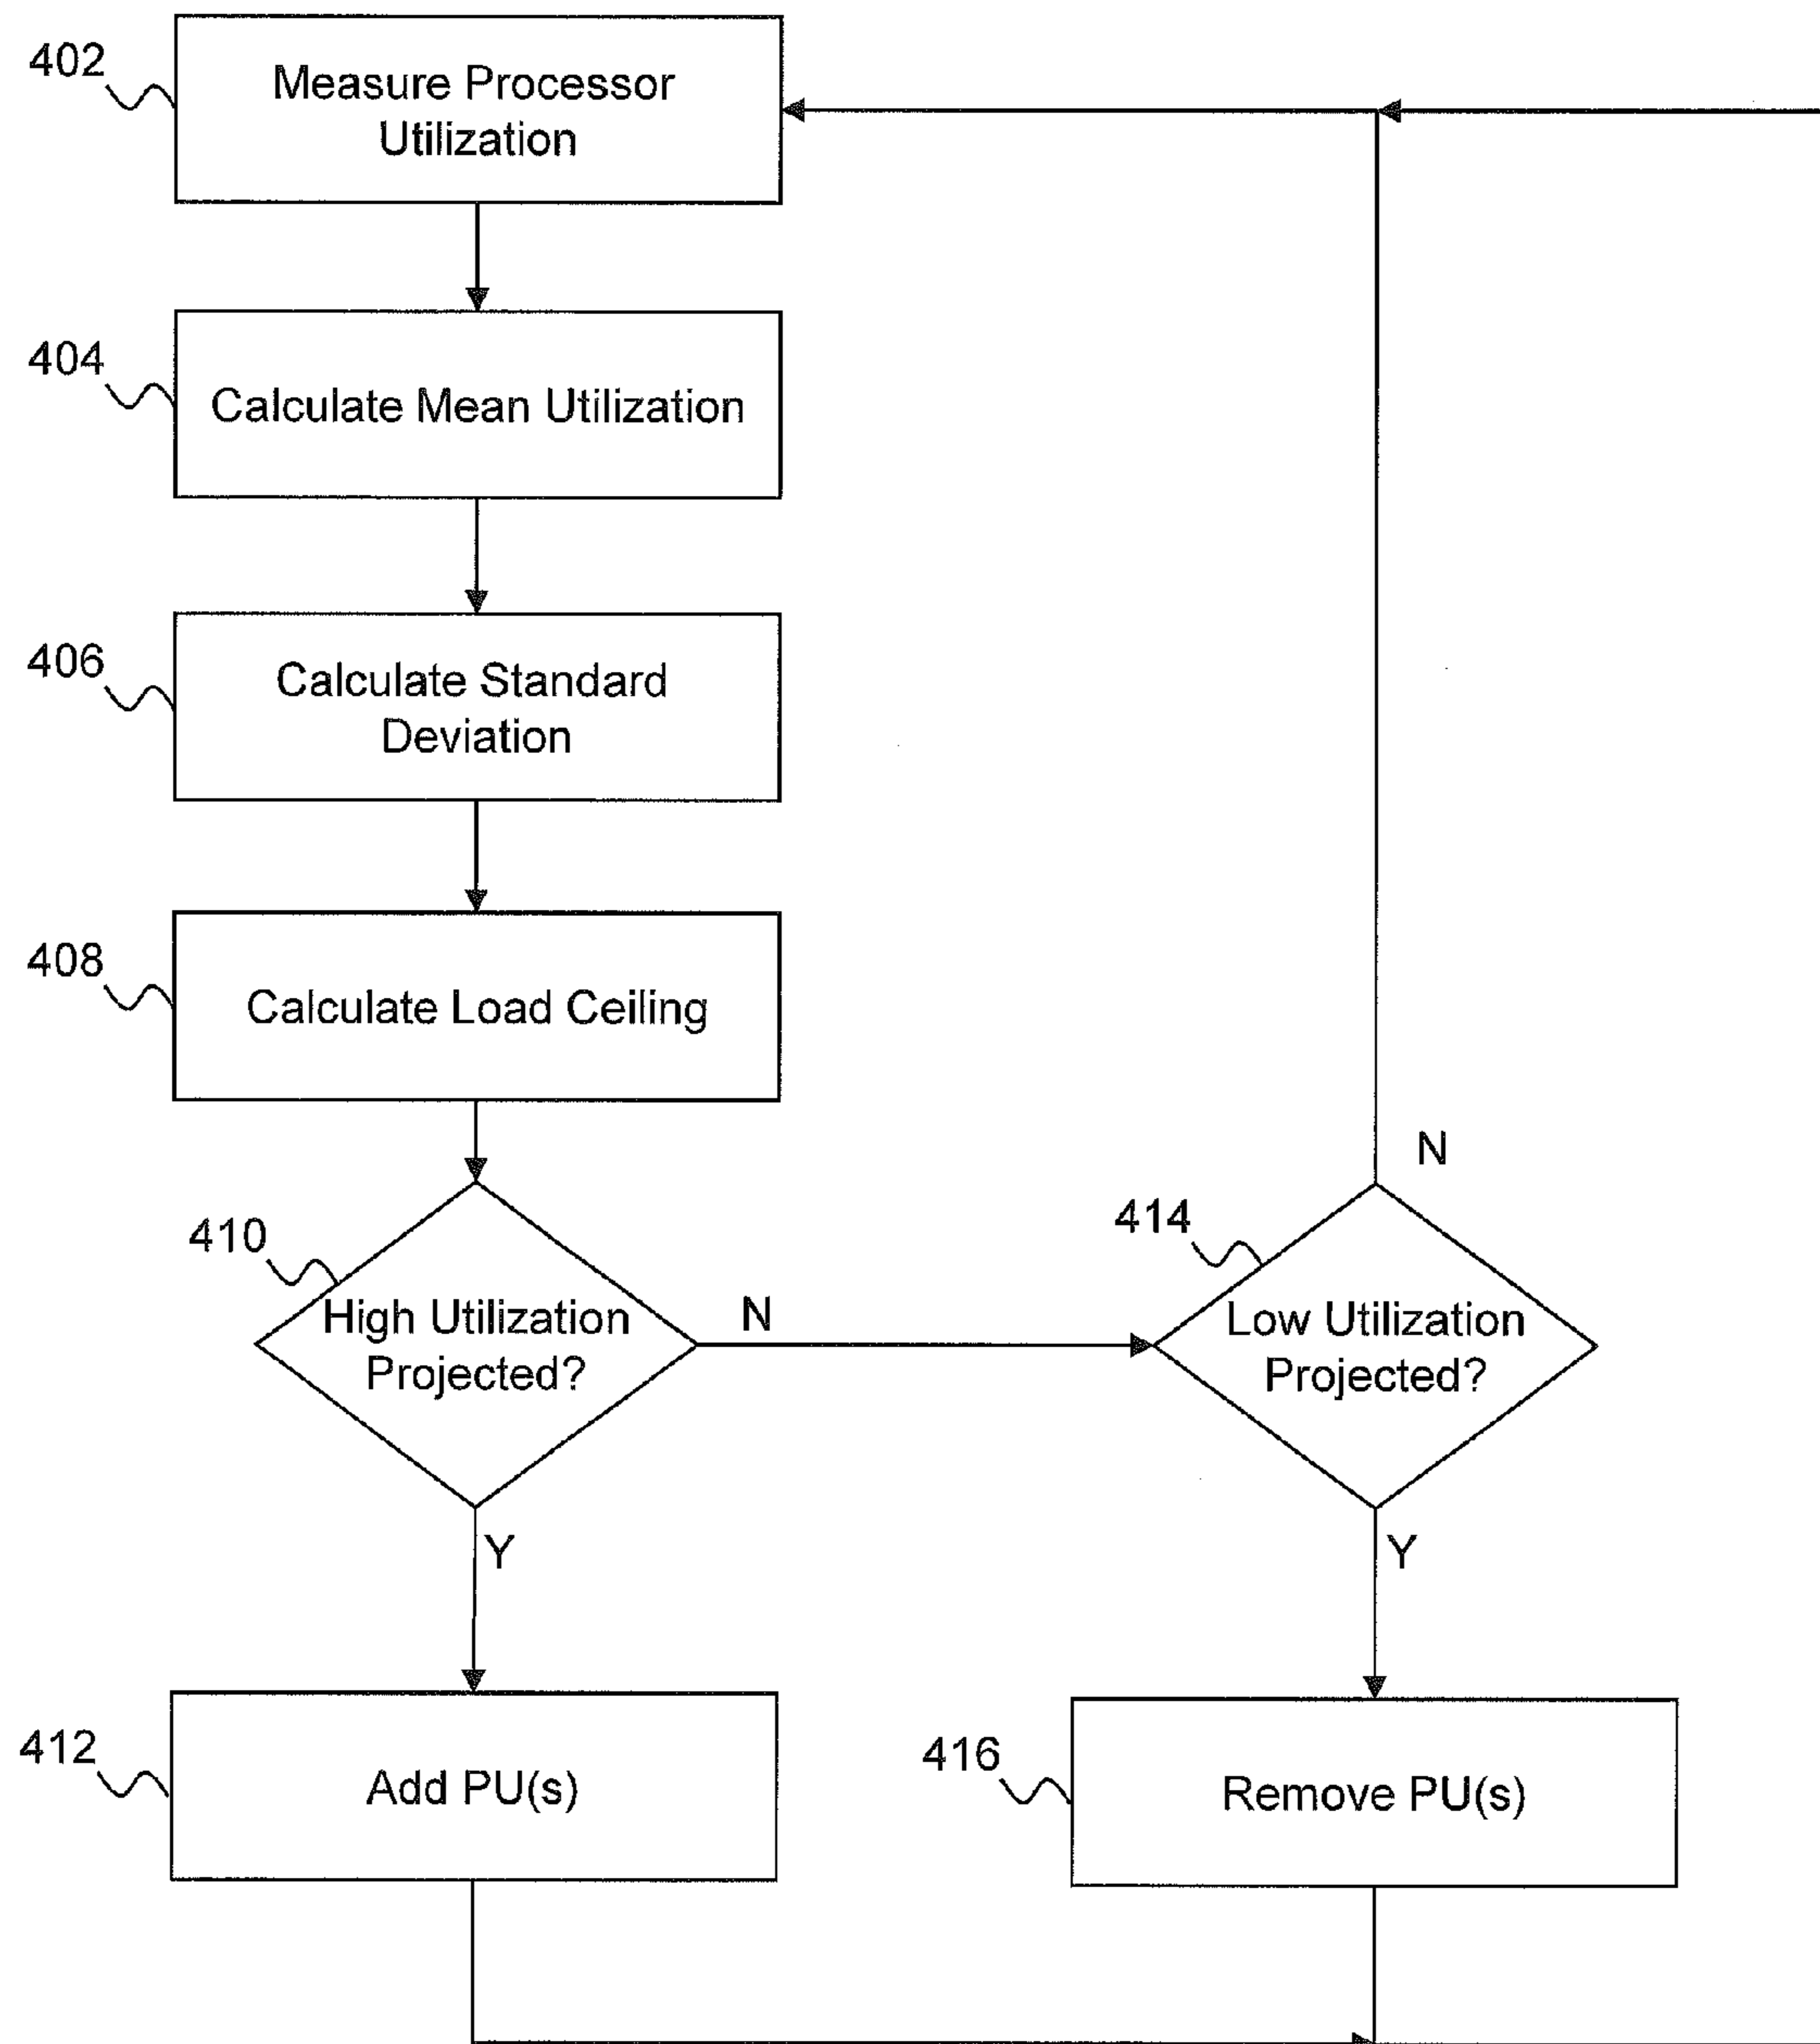 402
Measure Processor
Utilization
404
Calculate Mean Utilization
406
Calculate Standard
Deviation
408
Calculate Load Ceiling
410
High Utilization
Projected?
N
Y
414
Low Utilization
Projected?
N
Y
412
Add PU(s)
416
Remove PU(s)